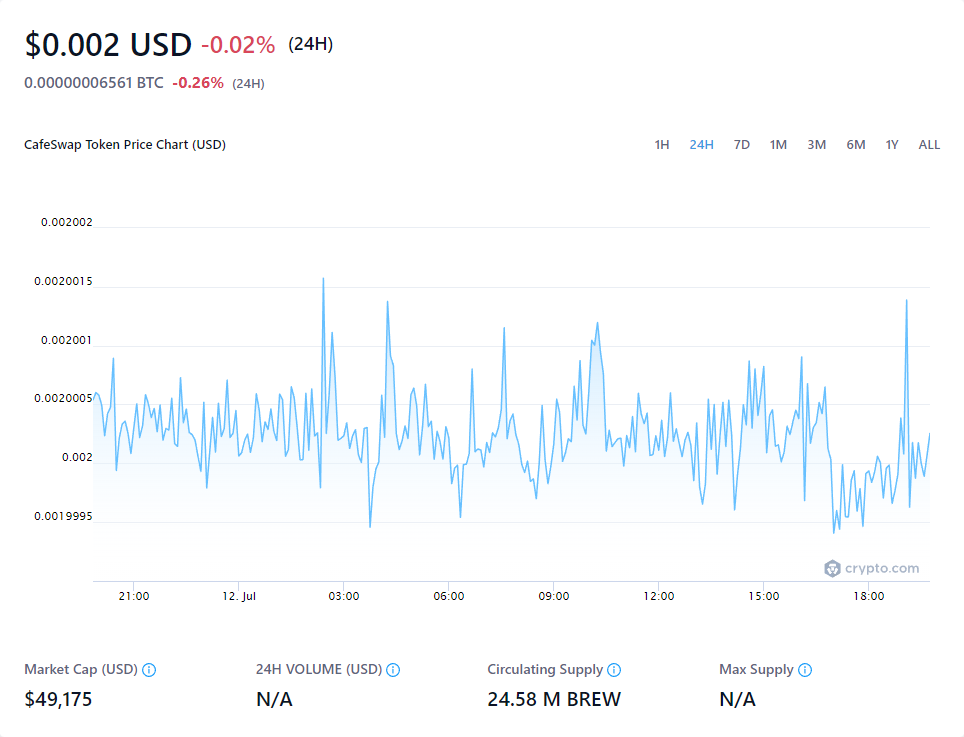 $0.002 USD -0.02% (24H)
0.00000006561 BTC -0.26% (24H)
CafeSwap Token Price Chart (USD) 1H 24H 7D 1M 3M 6M 1Y ALL
0.002002
0.0020015
0.002001
0.0020005
0.002
0.0019995
crypto.com
21:00 12. Jul 03:00 06:00 09:00 12:00 15:00 18:00
Market Cap (USD) 24H VOLUME (USD) Circulating Supply Max Supply
$49,175 N/A 24.58 M BREW N/A